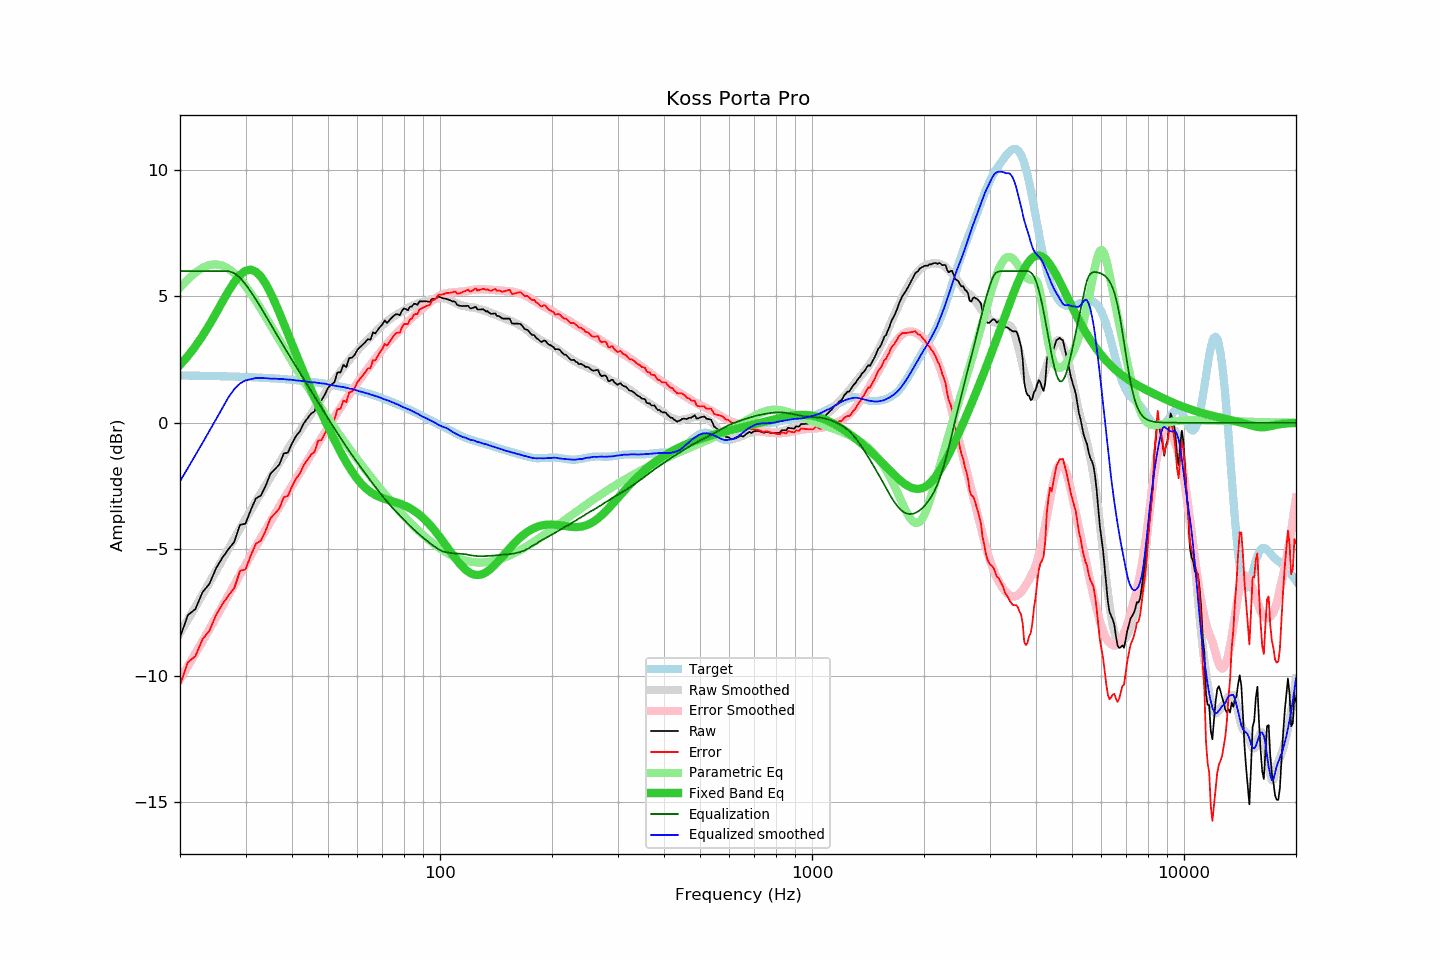 Koss Porta Pro
10
5
0
−5
−10
−15
Amplitude (dBr)
Target
Raw Smoothed
Error Smoothed
Raw
Error
Parametric Eq
Fixed Band Eq
Equalization
Equalized smoothed
100
1000
10000
Frequency (Hz)